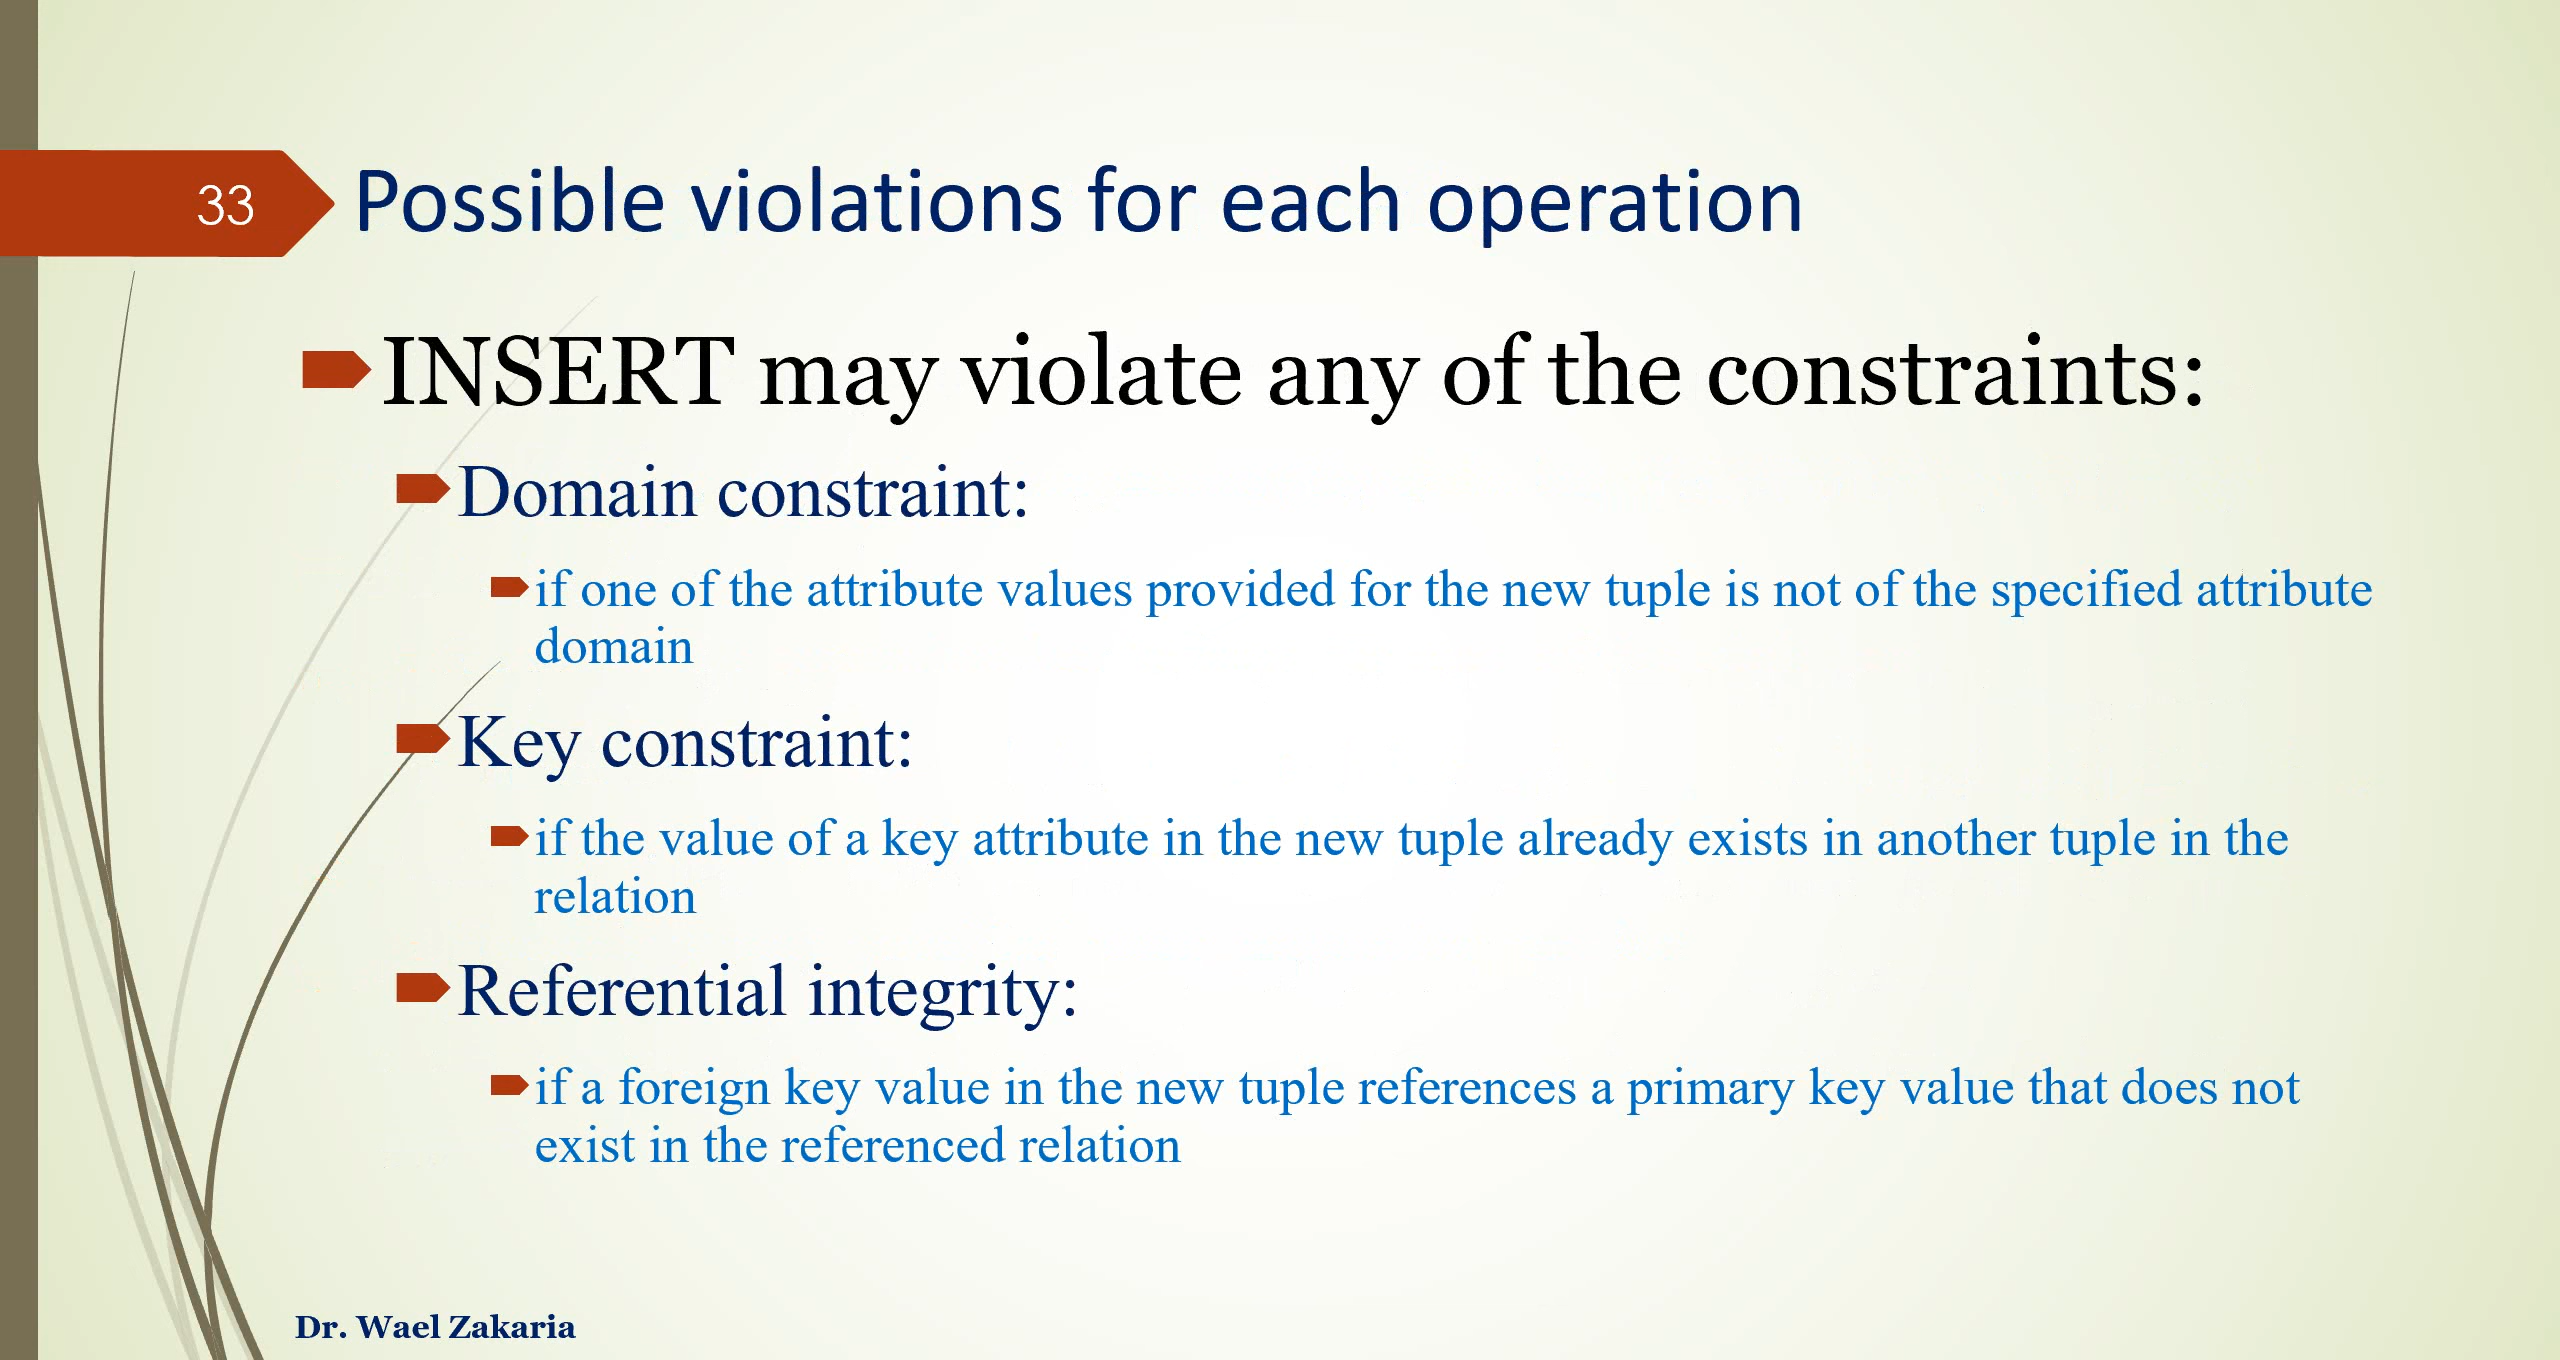 33
Possible violations for each operation
INSERT may violate any of the constraints:
Domain constraint:
if one of the attribute values provided for the new tuple is not of the specified attribute
domain
Key constraint:
if the value of a key attribute in the new tuple already exists in another tuple in the
relation
Referential integrity:
if a foreign key value in the new tuple references a primary key value that does not
exist in the referenced relation
Dr. Wael Zakaria